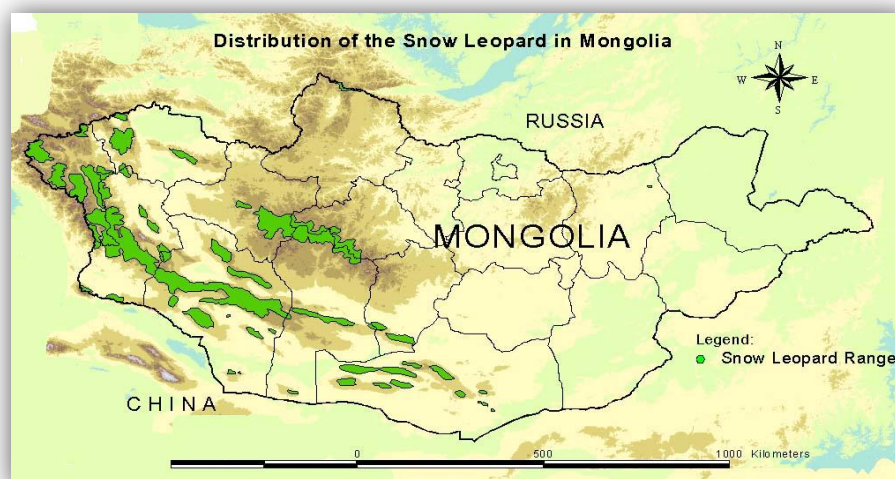 Distribution of the Snow Leopard in Mongolia
N
W E
S
RUSSIA
MONGOLIA
Legend:
Snow Leopard Range
CHINA
0 500 1000 Kilometers